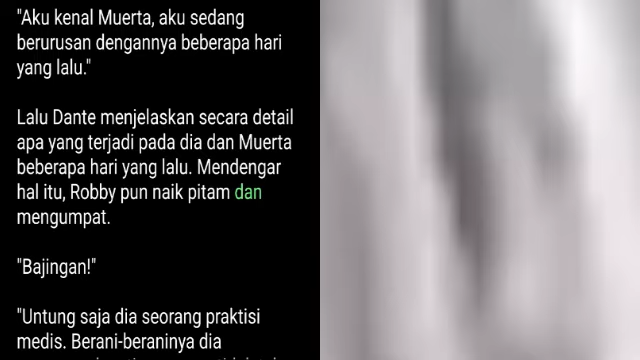 "Aku kenal Muerta, aku sedang
berurusan dengannya beberapa hari
yang lalu."
Lalu Dante menjelaskan secara detail
apa yang terjadi pada dia dan Muerta
beberapa hari yang lalu. Mendengar
hal itu, Robby pun naik pitam dan
mengumpat.
"Bajingan!"
"Untung saja dia seorang praktisi
medis. Berani-beraninya dia